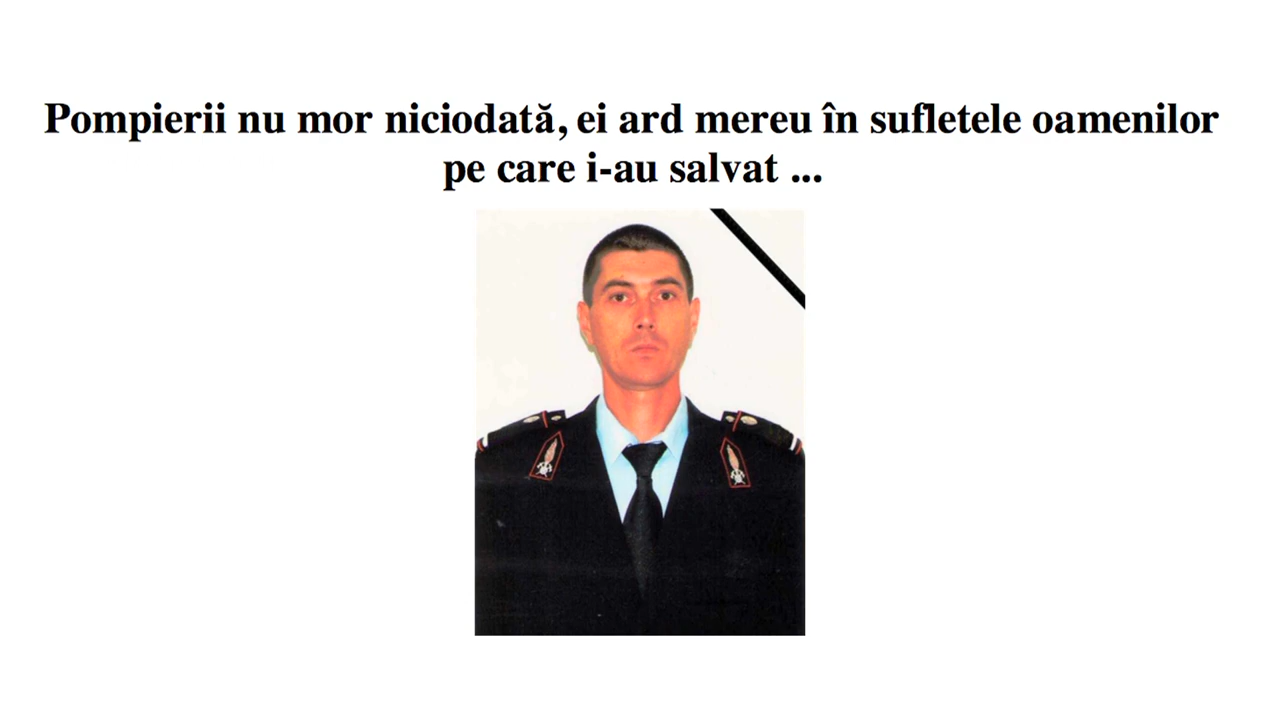 Pompierii nu mor niciodată, ei ard mereu în sufletele oamenilor
pe care i-au salvat ...